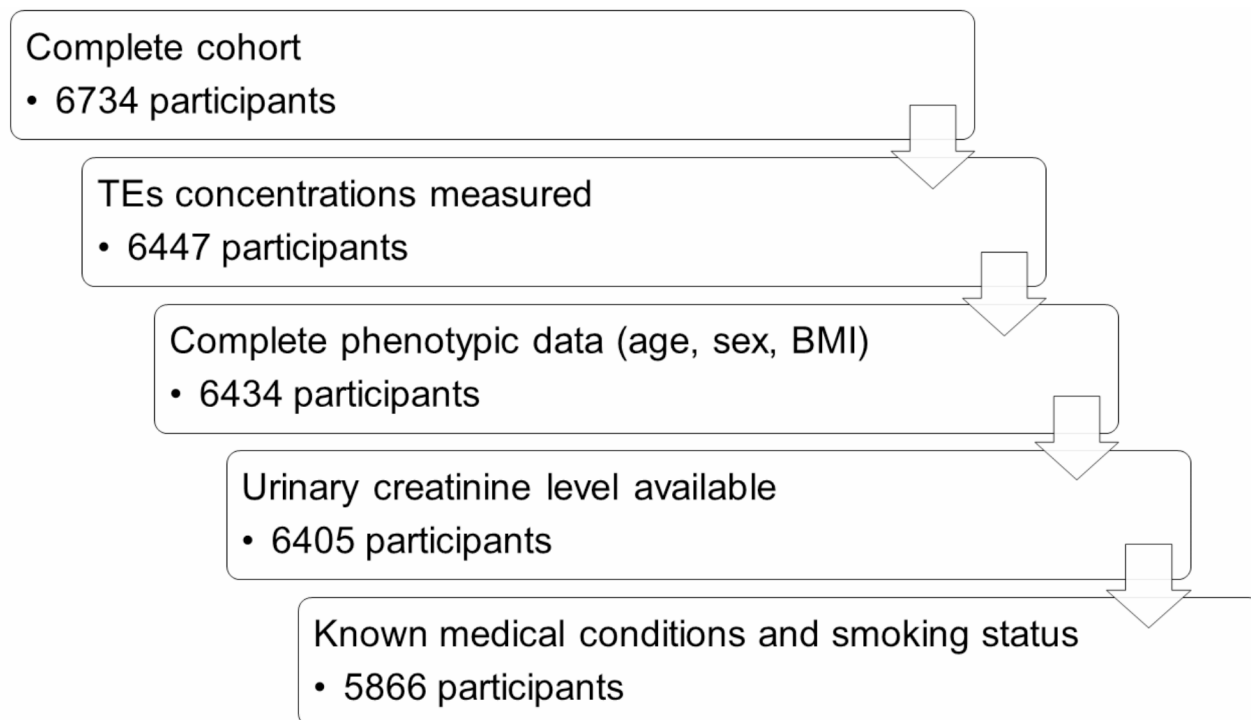 Complete cohort
• 6734 participants
TEs concentrations measured
• 6447 participants
Complete phenotypic data (age, sex, BMI)
• 6434 participants
Urinary creatinine level available
• 6405 participants
Known medical conditions and smoking status
• 5866 participants